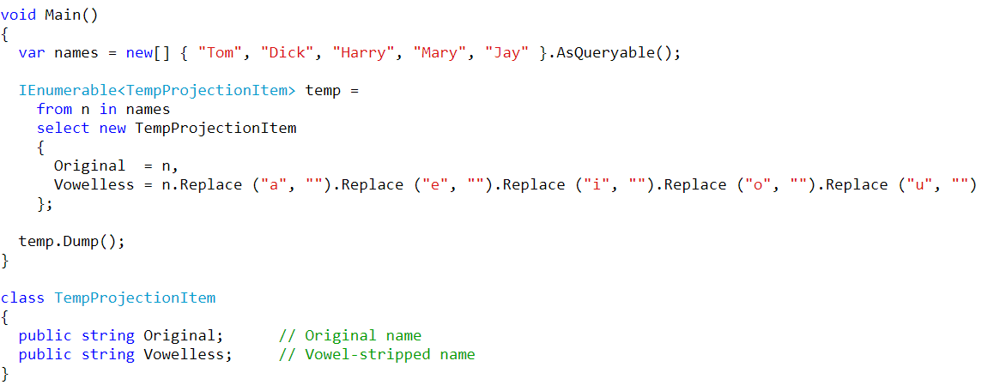 void Main()
{
  var names = new[] { "Tom", "Dick", "Harry", "Mary", "Jay" }.AsQueryable();

  IEnumerable<TempProjectionItem> temp =
    from n in names
    select new TempProjectionItem
    {
      Original  = n,
      Vowelless = n.Replace ("a", "").Replace ("e", "").Replace ("i", "").Replace ("o", "").Replace ("u", "")
    };

  temp.Dump();
}

class TempProjectionItem
{
  public string Original;      // Original name
  public string Vowelless;     // Vowel-stripped name
}